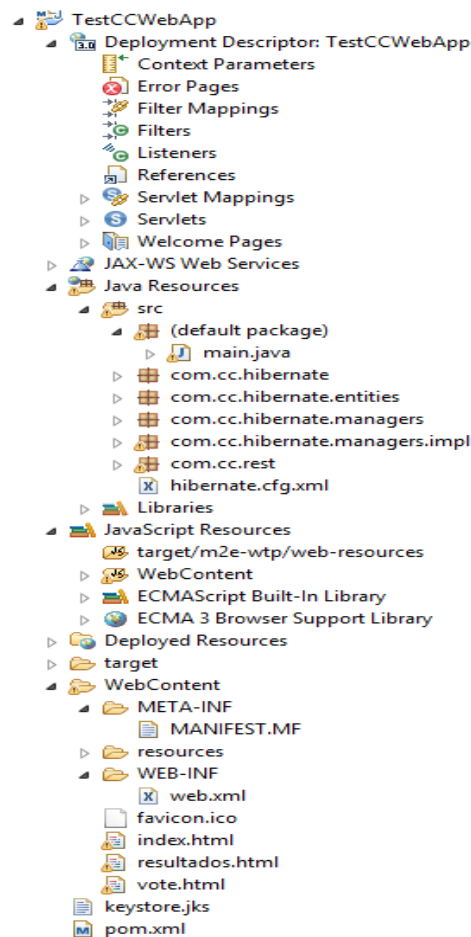 TestCCWebApp
Deployment Descriptor: TestCCWebApp
Context Parameters
Error Pages
Filter Mappings
Filters
Listeners
References
Servlet Mappings
Servlets
Welcome Pages
JAX-WS Web Services
Java Resources
src
(default package)
main.java
com.cc.hibernate
com.cc.hibernate.entities
com.cc.hibernate.managers
com.cc.hibernate.managers.impl
com.cc.rest
hibernate.cfg.xml
Libraries
JavaScript Resources
target/m2e-wtp/web-resources
WebContent
ECMAScript Built-In Library
ECMA 3 Browser Support Library
Deployed Resources
target
WebContent
META-INF
MANIFEST.MF
resources
WEB-INF
web.xml
favicon.ico
index.html
resultados.html
vote.html
keystore.jks
pom.xml